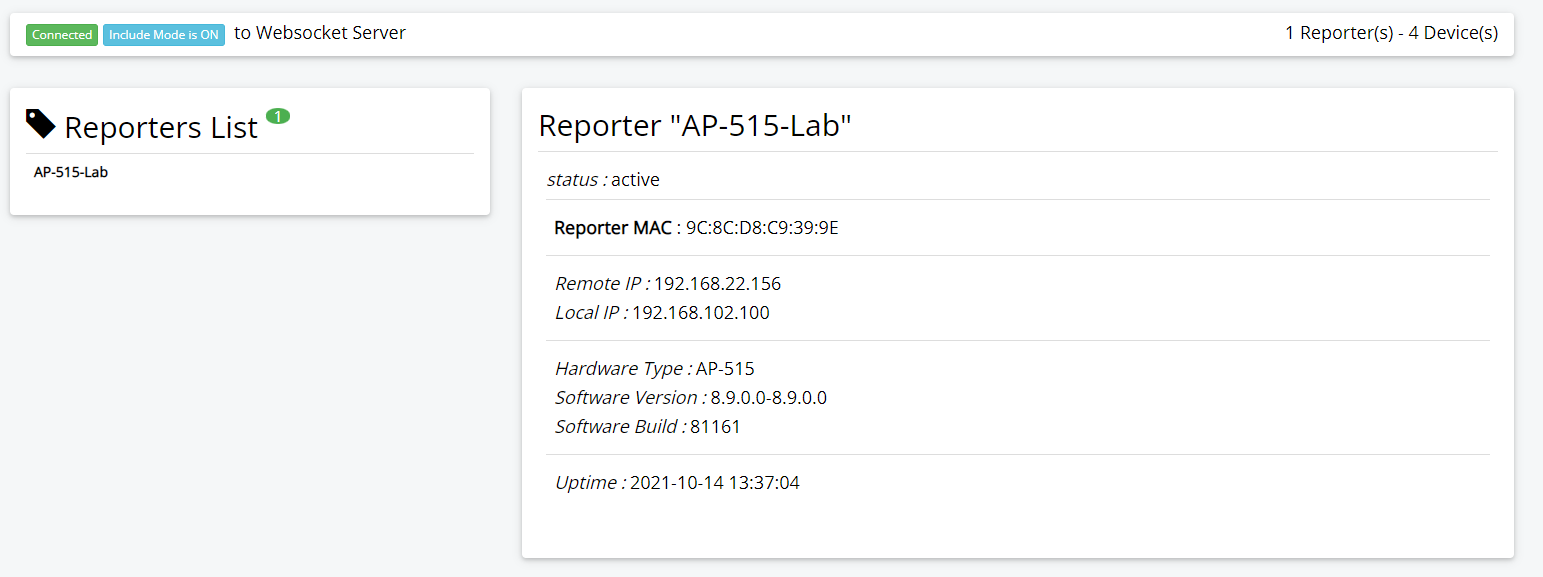 Connected Include Mode is ON to Websocket Server 1 Reporter(s) - 4 Device(s)
Reporters List 1
AP-515-Lab
Reporter "AP-515-Lab"
status : active
Reporter MAC : 9C:8C:D8:C9:39:9E
Remote IP : 192.168.22.156
Local IP : 192.168.102.100
Hardware Type : AP-515
Software Version : 8.9.0.0-8.9.0.0
Software Build : 81161
Uptime : 2021-10-14 13:37:04